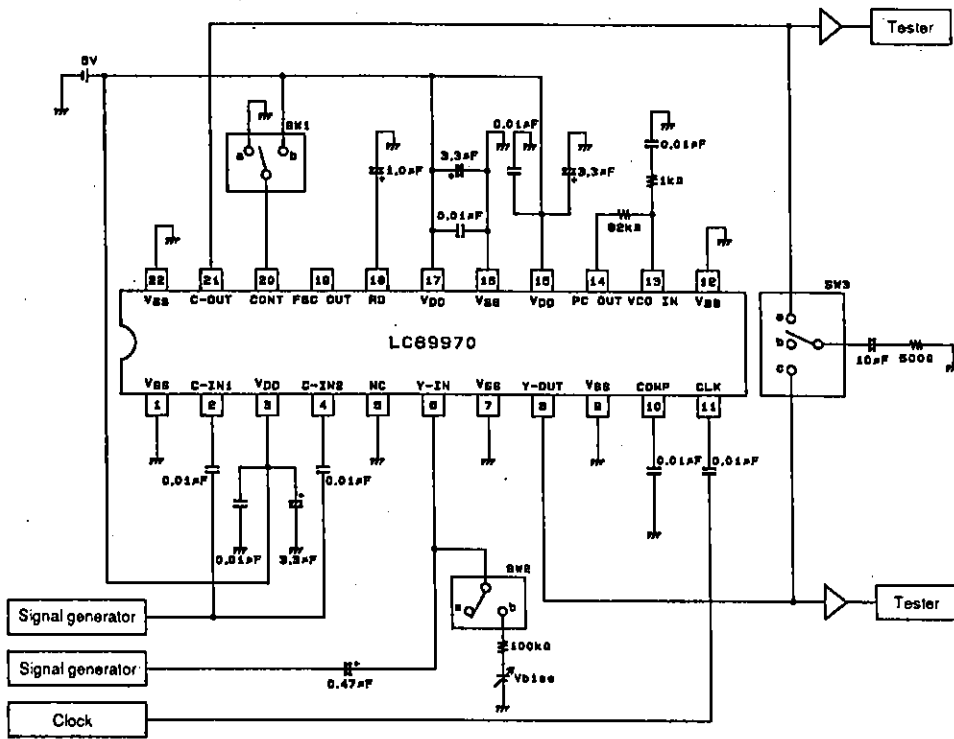 Tester
5V
SW1
a
b
0.01µF
0.01µF
3.3µF
1.0µF
3.3µF
1kΩ
0.01µF
82kΩ
22
21
20
19
18
17
16
15
14
13
12
VSS
C-OUT
CONT
FSC OUT
RD
VDD
VSS
VDD
PC OUT
VCO IN
VSS
SW3
a
b
c
10µF
500Ω
LC89970
VSS
C-IN1
VDD
C-IN2
NC
Y-IN
VSS
Y-OUT
VSS
COMP
CLK
1
2
3
4
5
6
7
8
9
10
11
0.01µF
0.01µF
0.01µF
0.01µF
0.01µF
3.3µF
SW2
a
b
Signal generator
Tester
100kΩ
Signal generator
0.47µF
Vbias
Clock